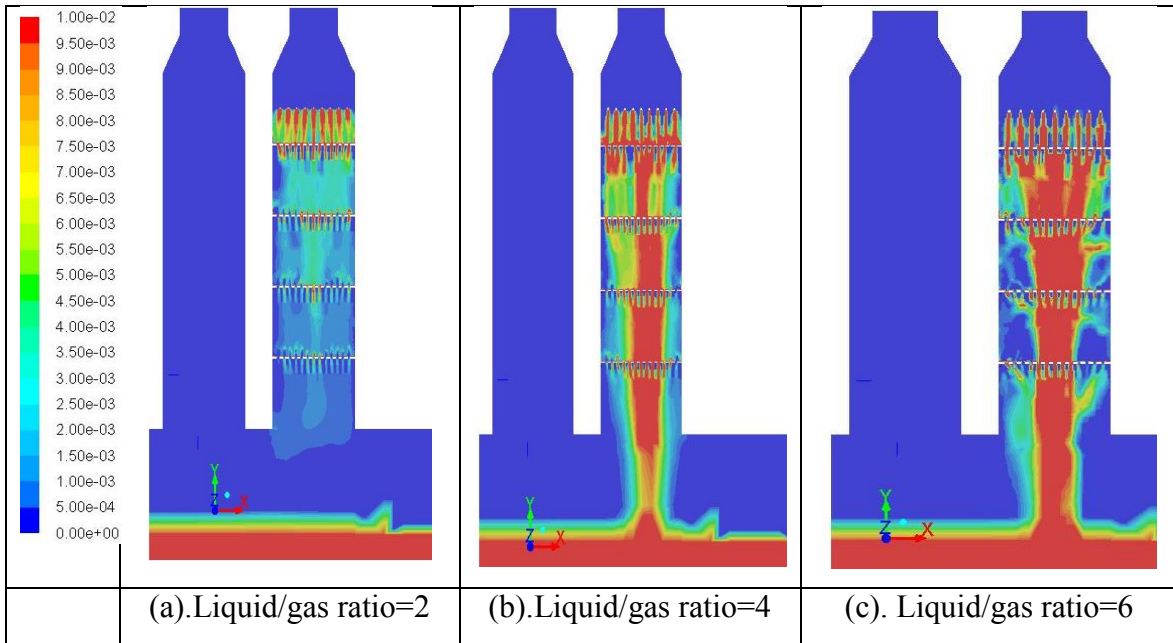 1.00e-02
9.50e-03
9.00e-03
8.50e-03
8.00e-03
7.50e-03
7.00e-03
6.50e-03
6.00e-03
5.50e-03
5.00e-03
4.50e-03
4.00e-03
3.50e-03
3.00e-03
2.50e-03
2.00e-03
1.50e-03
1.00e-03
5.00e-04
0.00e+00
Y
Z
X
Y
Z
X
Y
Z
X
(a).Liquid/gas ratio=2
(b).Liquid/gas ratio=4
(c). Liquid/gas ratio=6